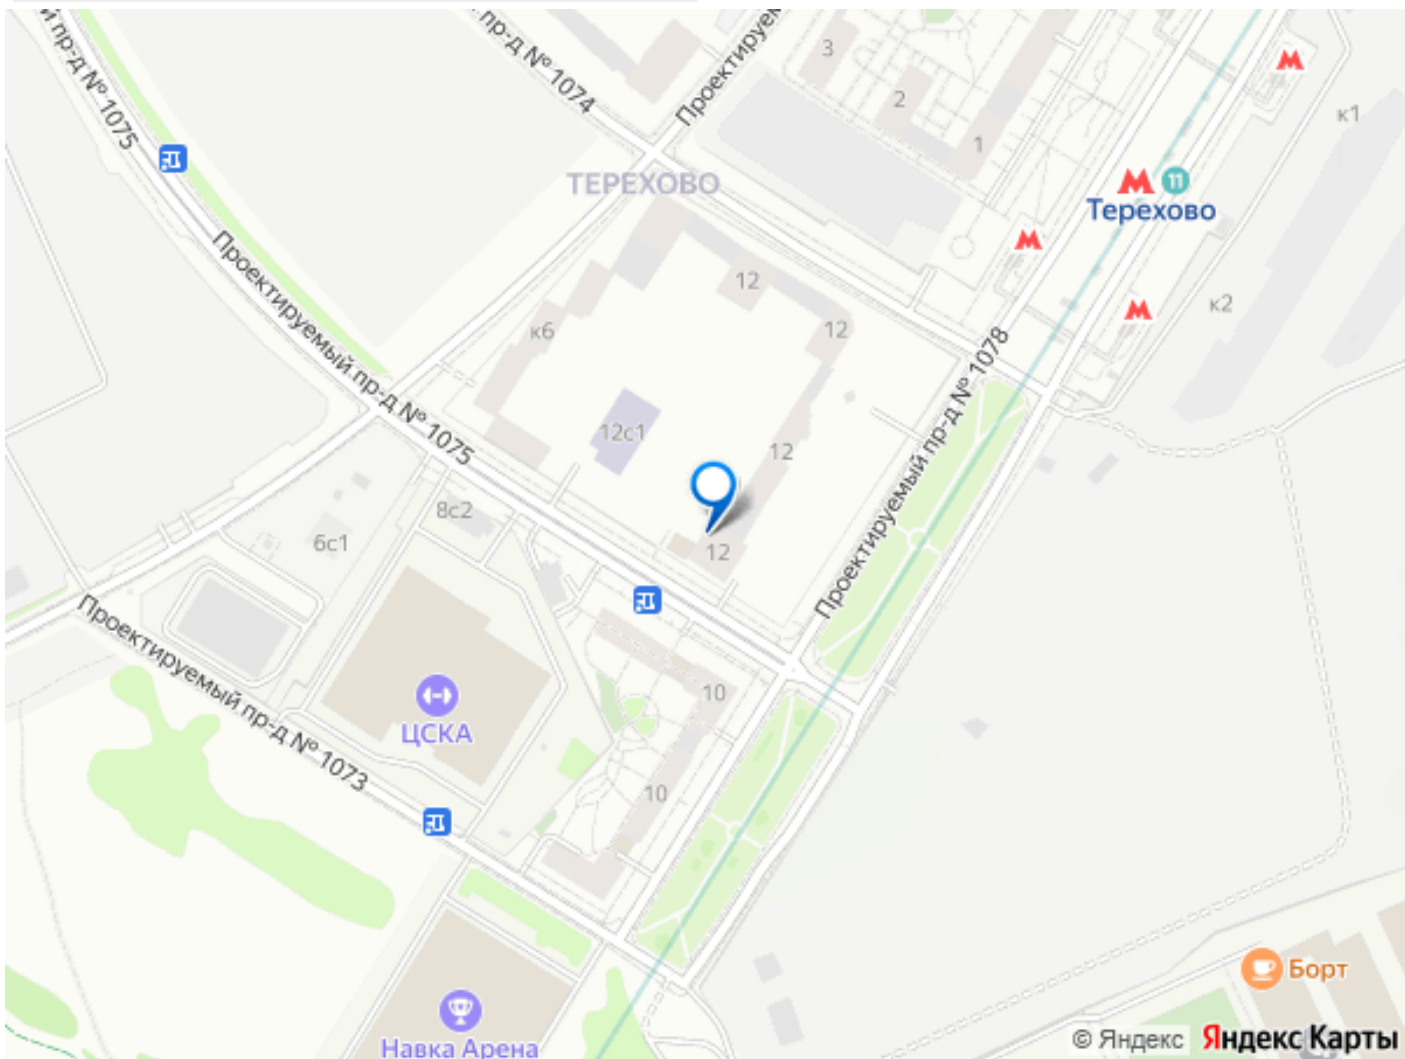 й пр-д № 1075
пр-д № 1074
Проектируем
3
2
1
к1
М
М
11
Терехово
М
М
ТЕРЕХОВО
12
12
к6
к2
Проектируемый пр-д № 1075
Проектируемый пр-д № 1078
12с1
12
8с2
6с1
12
Проектируемый пр-д № 1073
ЦСКА
10
10
Борт
Навка Арена
© Яндекс Яндекс Карты